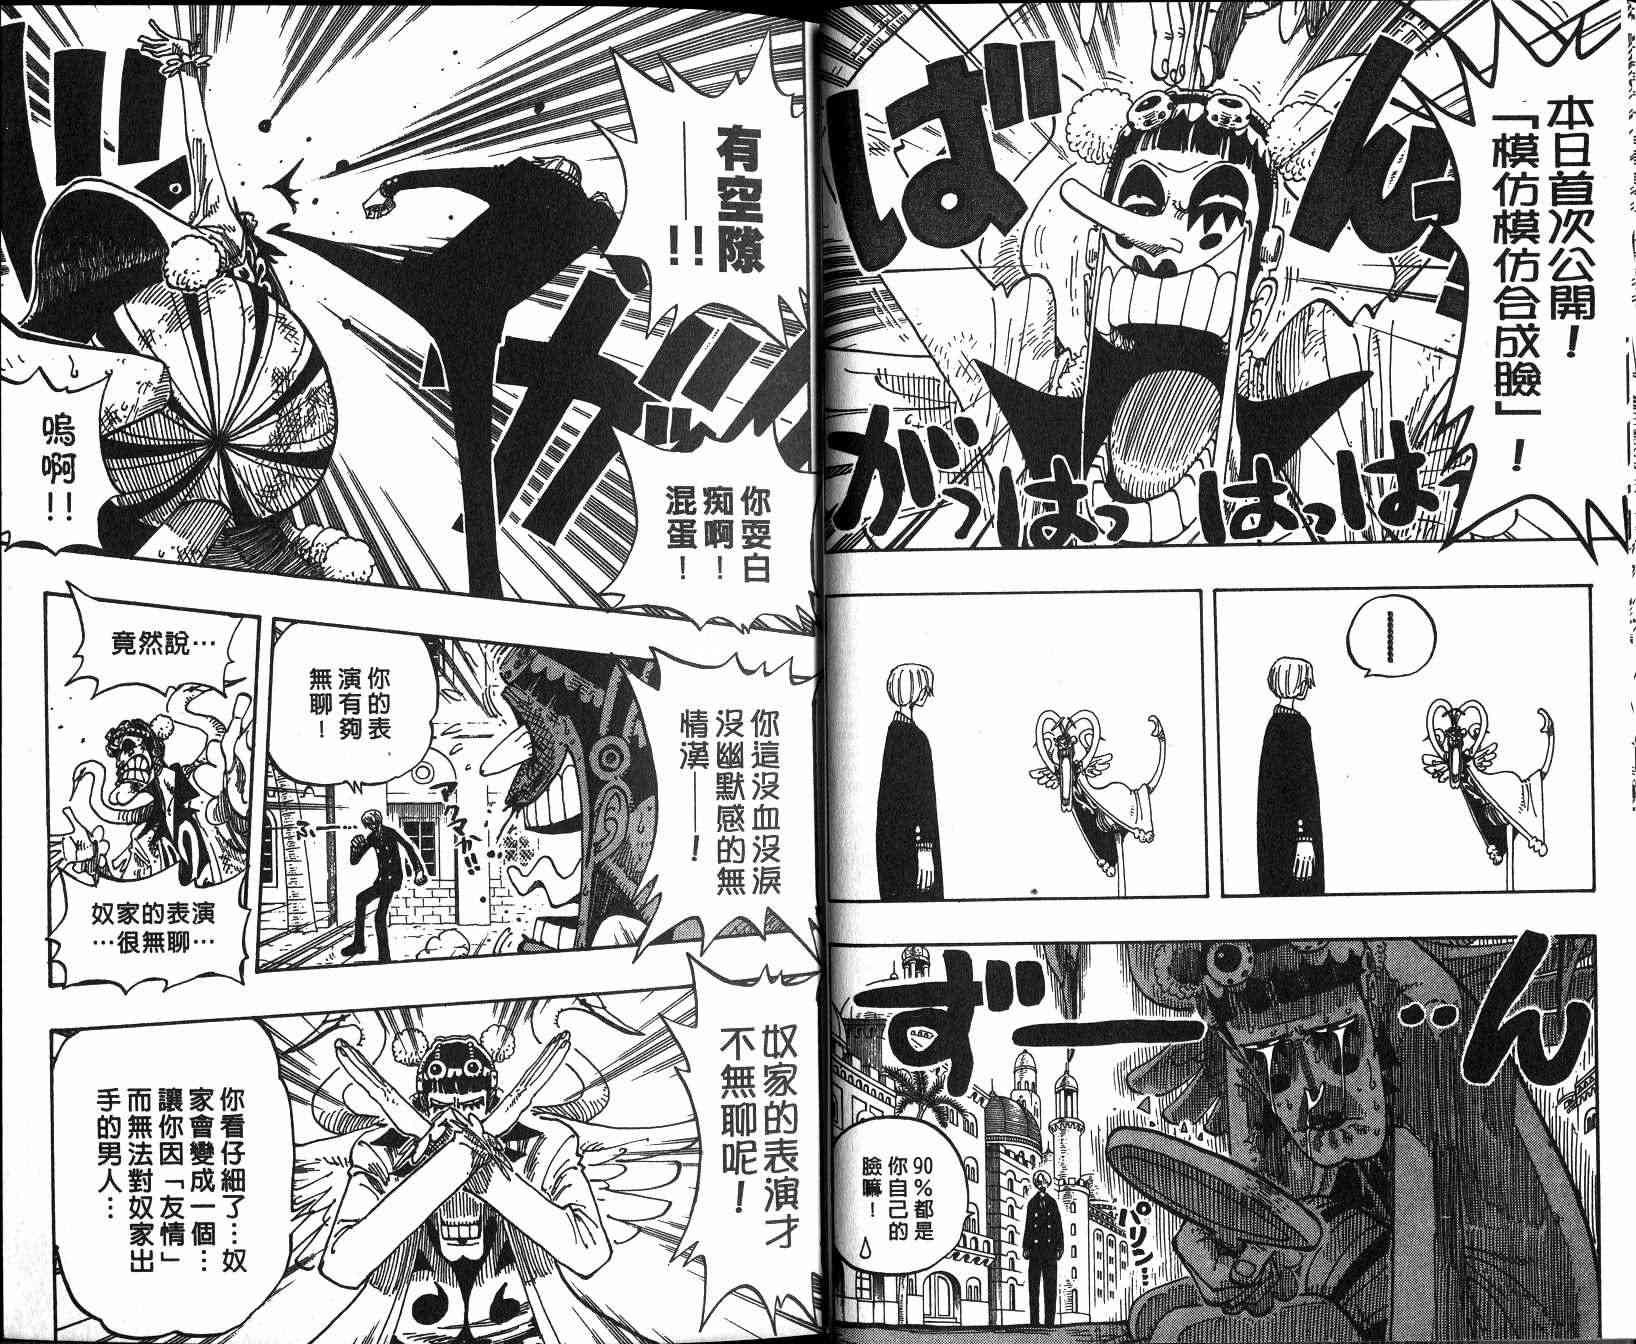 本日首次公開！
「模仿模仿合成臉」！
ばん
がっはっはっは
…………
ずーん
パリン…
90%都是
你自己的
臉嘛！
有空隙
——!!
ドガガッ
嗚
啊!!
你耍白
痴啊！
混蛋！
你這沒血沒淚
沒幽默感的無
情漢——！
你的表
演有夠
無聊！
ふー…
竟然說…
奴家的表演
…很無聊…
奴家的表演才
不無聊呢！
你看仔細了…奴
家會變成一個…
讓你因「友情」
而無法對奴家出
手的男人…